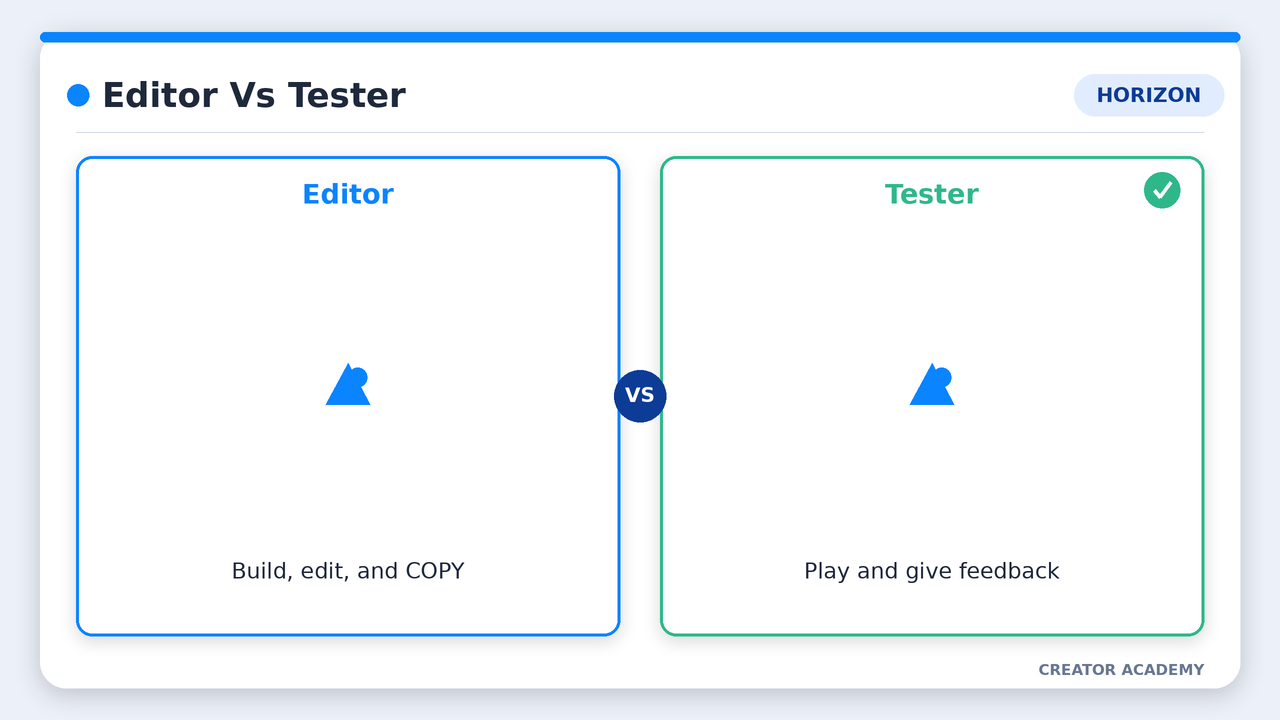 Editor Vs Tester
HORIZON
Editor
Tester
VS
Build, edit, and COPY
Play and give feedback
CREATOR ACADEMY